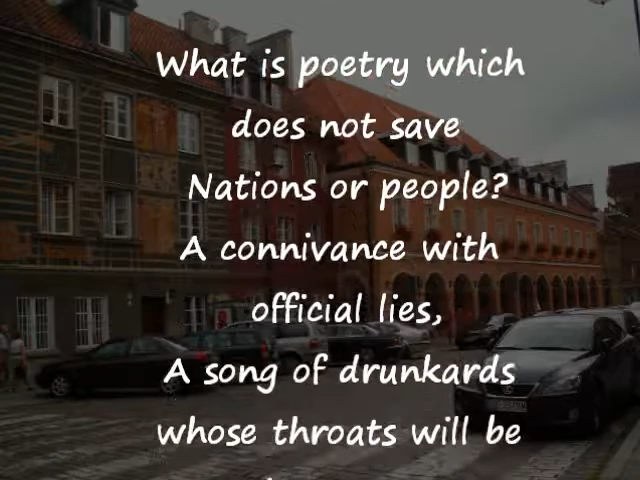 What is poetry which
does not save
Nations or people?
A connivance with
official lies,
A song of drunkards
whose throats will be